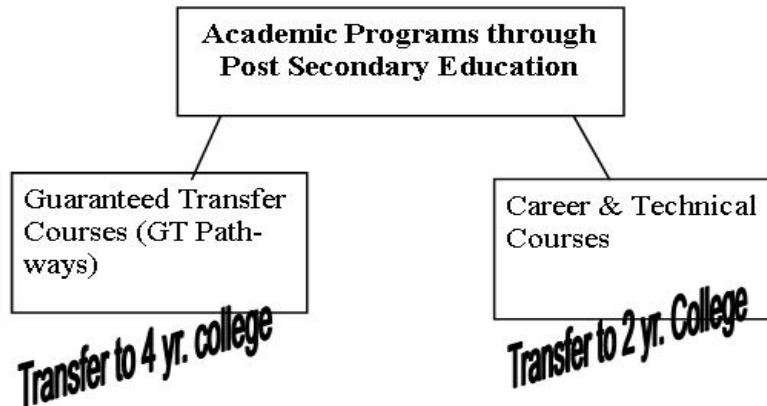 Academic Programs through
Post Secondary Education
Guaranteed Transfer
Courses (GT Path-
ways)
Transfer to 4 yr. college
Career & Technical
Courses
Transfer to 2 yr. College